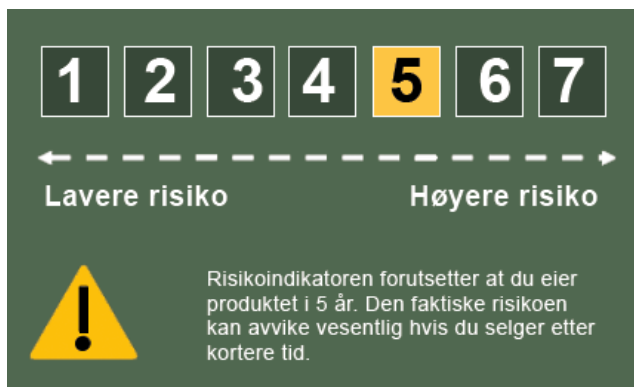 1 2 3 4 5 6 7
Lavere risiko Høyere risiko
Risikoindikatoren forutsetter at du eier
produktet i 5 år. Den faktiske risikoen
kan avvike vesentlig hvis du selger etter
kortere tid.